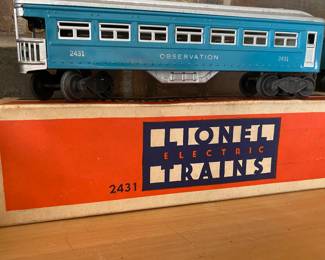 2431 2431
OBSERVATION
LIONEL
ELECTRIC
TRAINS
2431